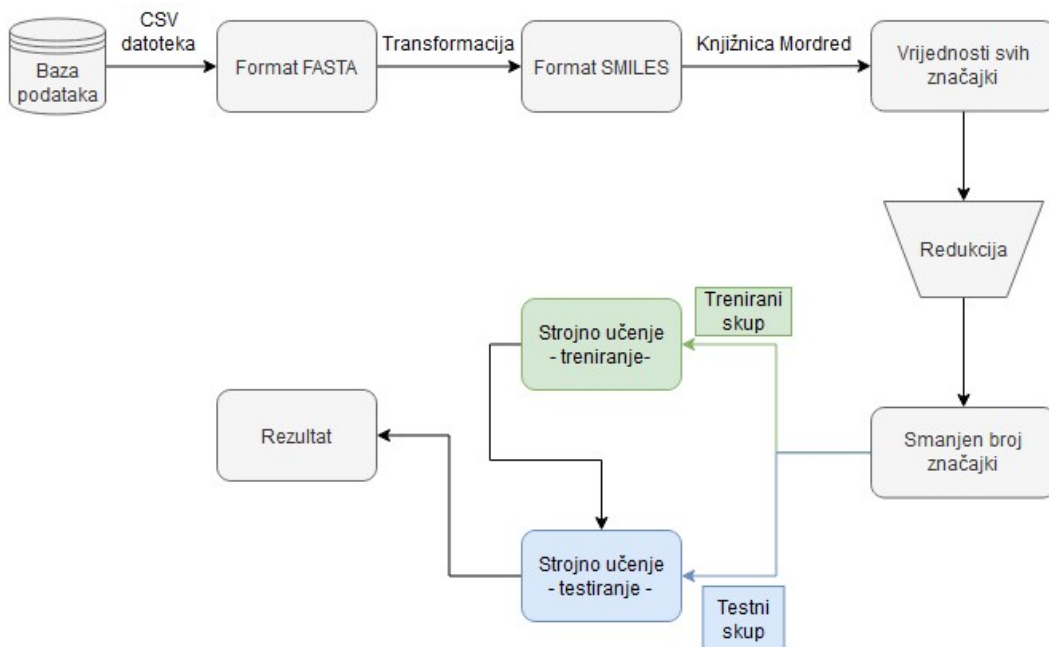 CSV
datoteka
Baza
podataka
Format FASTA
Transformacija
Format SMILES
Knjižnica Mordred
Vrijednosti svih
značajki
Redukcija
Smanjen broj
značajki
Trenirani
skup
Strojno učenje
- treniranje-
Testni
skup
Strojno učenje
- testiranje -
Rezultat